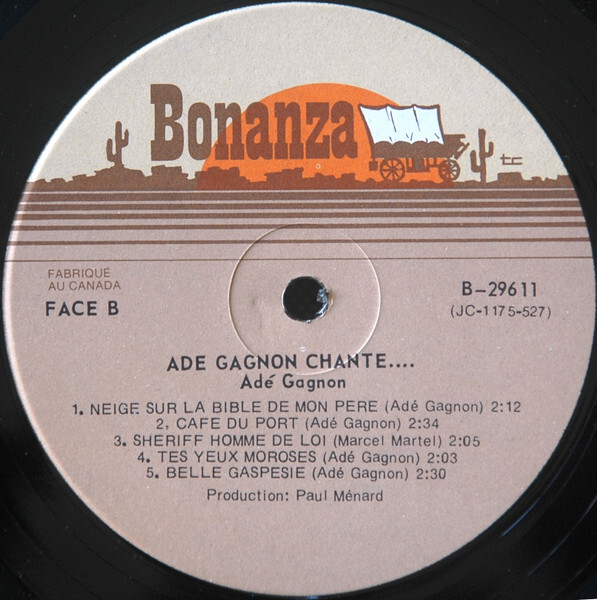 Bonanza
FABRIQUÉ
AU CANADA
FACE B
B-29611
(JC-1175-527)
ADE GAGNON CHANTE....
Adé Gagnon
1. NEIGE SUR LA BIBLE DE MON PERE (Adé Gagnon) 2:12
2, CAFE DU PORT (Adé Gagnon) 2:34
3. SHERIFF HOMME DE LOI (Marcel Martel) 2:05
4. TES YEUX MOROSES (Adé Gagnon) 2:03
5. BELLE GASPESIE (Adé Gagnon) 2:30
Production: Paul Ménard